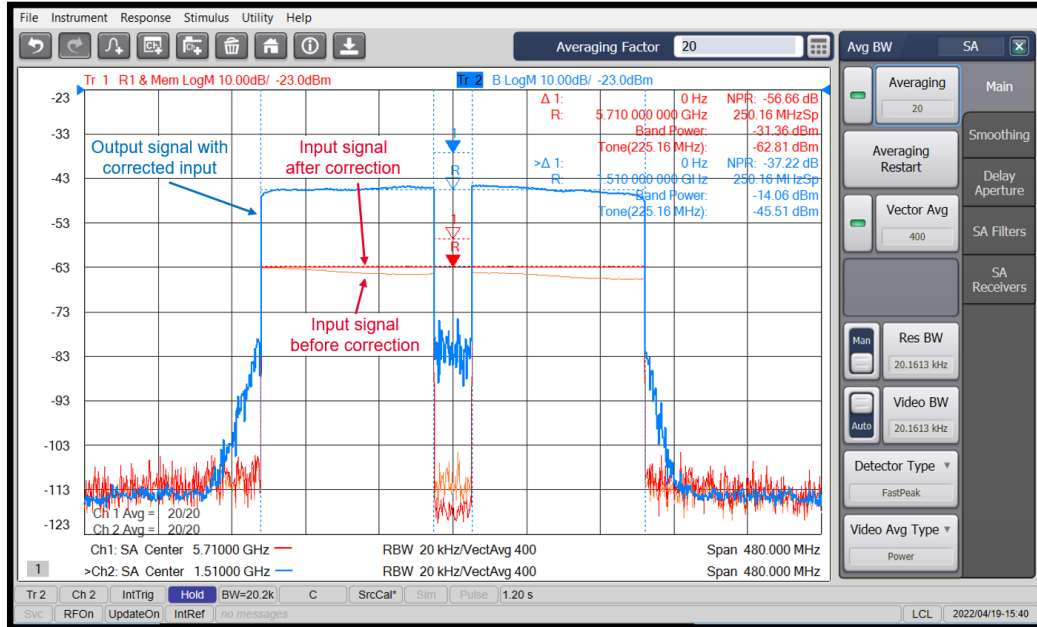 File Instrument Response Stimulus Utility Help
Averaging Factor 20
Avg BW SA
Tr 1 R1 & Mem LogM 10.00dB/ -23.0dBm
Tr 2 B LogM 10.00dB/ -23.0dBm
-23
-33
-43
-53
-63
-73
-83
-93
-103
-113
-123
Δ 1: 0 Hz NPR: -56.66 dB
R: 5.710 000 000 GHz 250.16 MHzSp
Band Power: -31.36 dBm
Tone(225.16 MHz): -62.81 dBm
>Δ 1: 0 Hz NPR: -37.22 dB
R: 1.510 000 000 GHz 250.16 MHzSp
Band Power: -14.06 dBm
Tone(225.16 MHz): -45.51 dBm
Output signal with
corrected input
Input signal
after correction
1
R
1
R
Input signal
before correction
Ch 1 Avg = 20/20
Ch 2 Avg = 20/20
Ch1: SA Center 5.71000 GHz RBW 20 kHz/VectAvg 400 Span 480.000 MHz
1 >Ch2: SA Center 1.51000 GHz RBW 20 kHz/VectAvg 400 Span 480.000 MHz
Averaging
20
Averaging
Restart
Vector Avg
400
Man
Res BW
20.1613 kHz
Video BW
Auto
20.1613 kHz
Detector Type
FastPeak
Video Avg Type
Power
Main
Smoothing
Delay
Aperture
SA Filters
SA
Receivers
Tr 2 Ch 2 IntTrig Hold BW=20.2k C SrcCal* Sim Pulse 1.20 s
Svc RFOn UpdateOn IntRef no messages LCL 2022/04/19-15:40